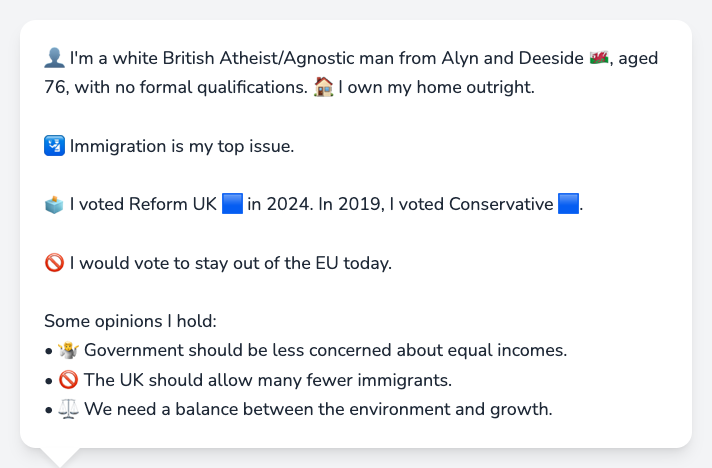 👤 I'm a white British Atheist/Agnostic man from Alyn and Deeside 🏴󠁧󠁢󠁷󠁬󠁳󠁿, aged
76, with no formal qualifications. 🏠 I own my home outright.
🛂 Immigration is my top issue.
🗳️ I voted Reform UK 🟦 in 2024. In 2019, I voted Conservative 🟦.
🚫 I would vote to stay out of the EU today.
Some opinions I hold:
• 🤷 Government should be less concerned about equal incomes.
• 🚫 The UK should allow many fewer immigrants.
• ⚖️ We need a balance between the environment and growth.